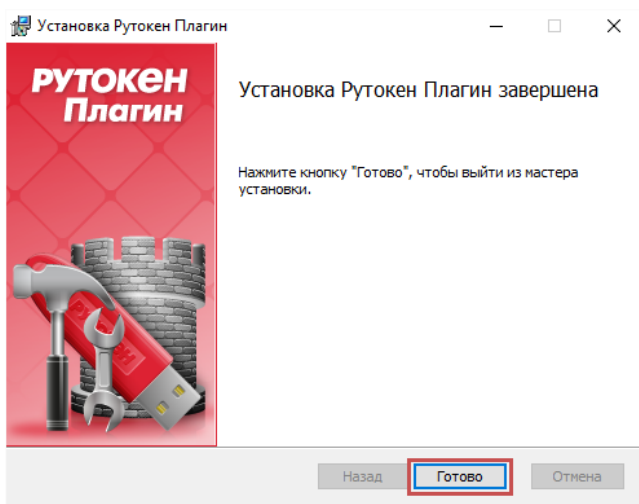 Установка Рутокен Плагин
рутокен
Плагин
Установка Рутокен Плагин завершена
Нажмите кнопку "Готово", чтобы выйти из мастера
установки.
РУТОКЕН
Назад
Готово
Отмена